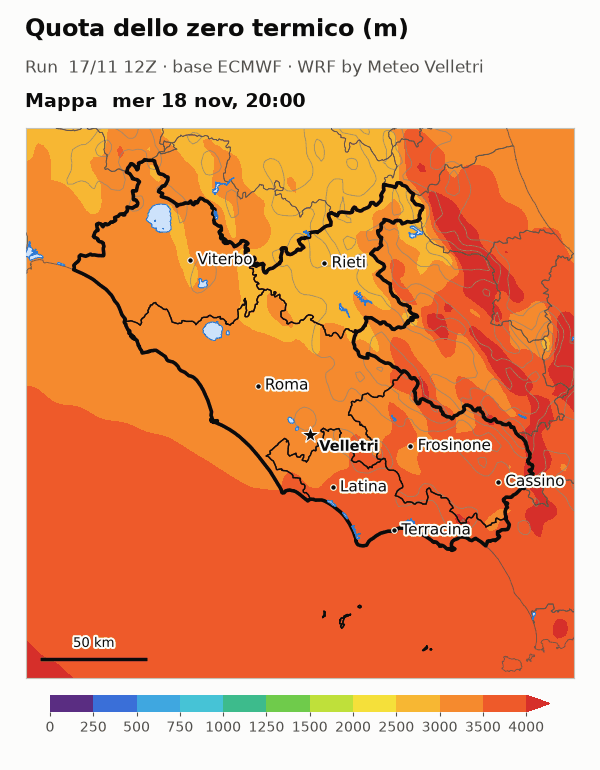 Quota dello zero termico (m)
Run  17/11 12Z · base ECMWF · WRF by Meteo Velletri
Mappa  mer 18 nov, 20:00
Viterbo
Rieti
Roma
Velletri
Frosinone
Latina
Cassino
Terracina
50 km
0 250 500 750 1000 1250 1500 2000 2500 3000 3500 4000